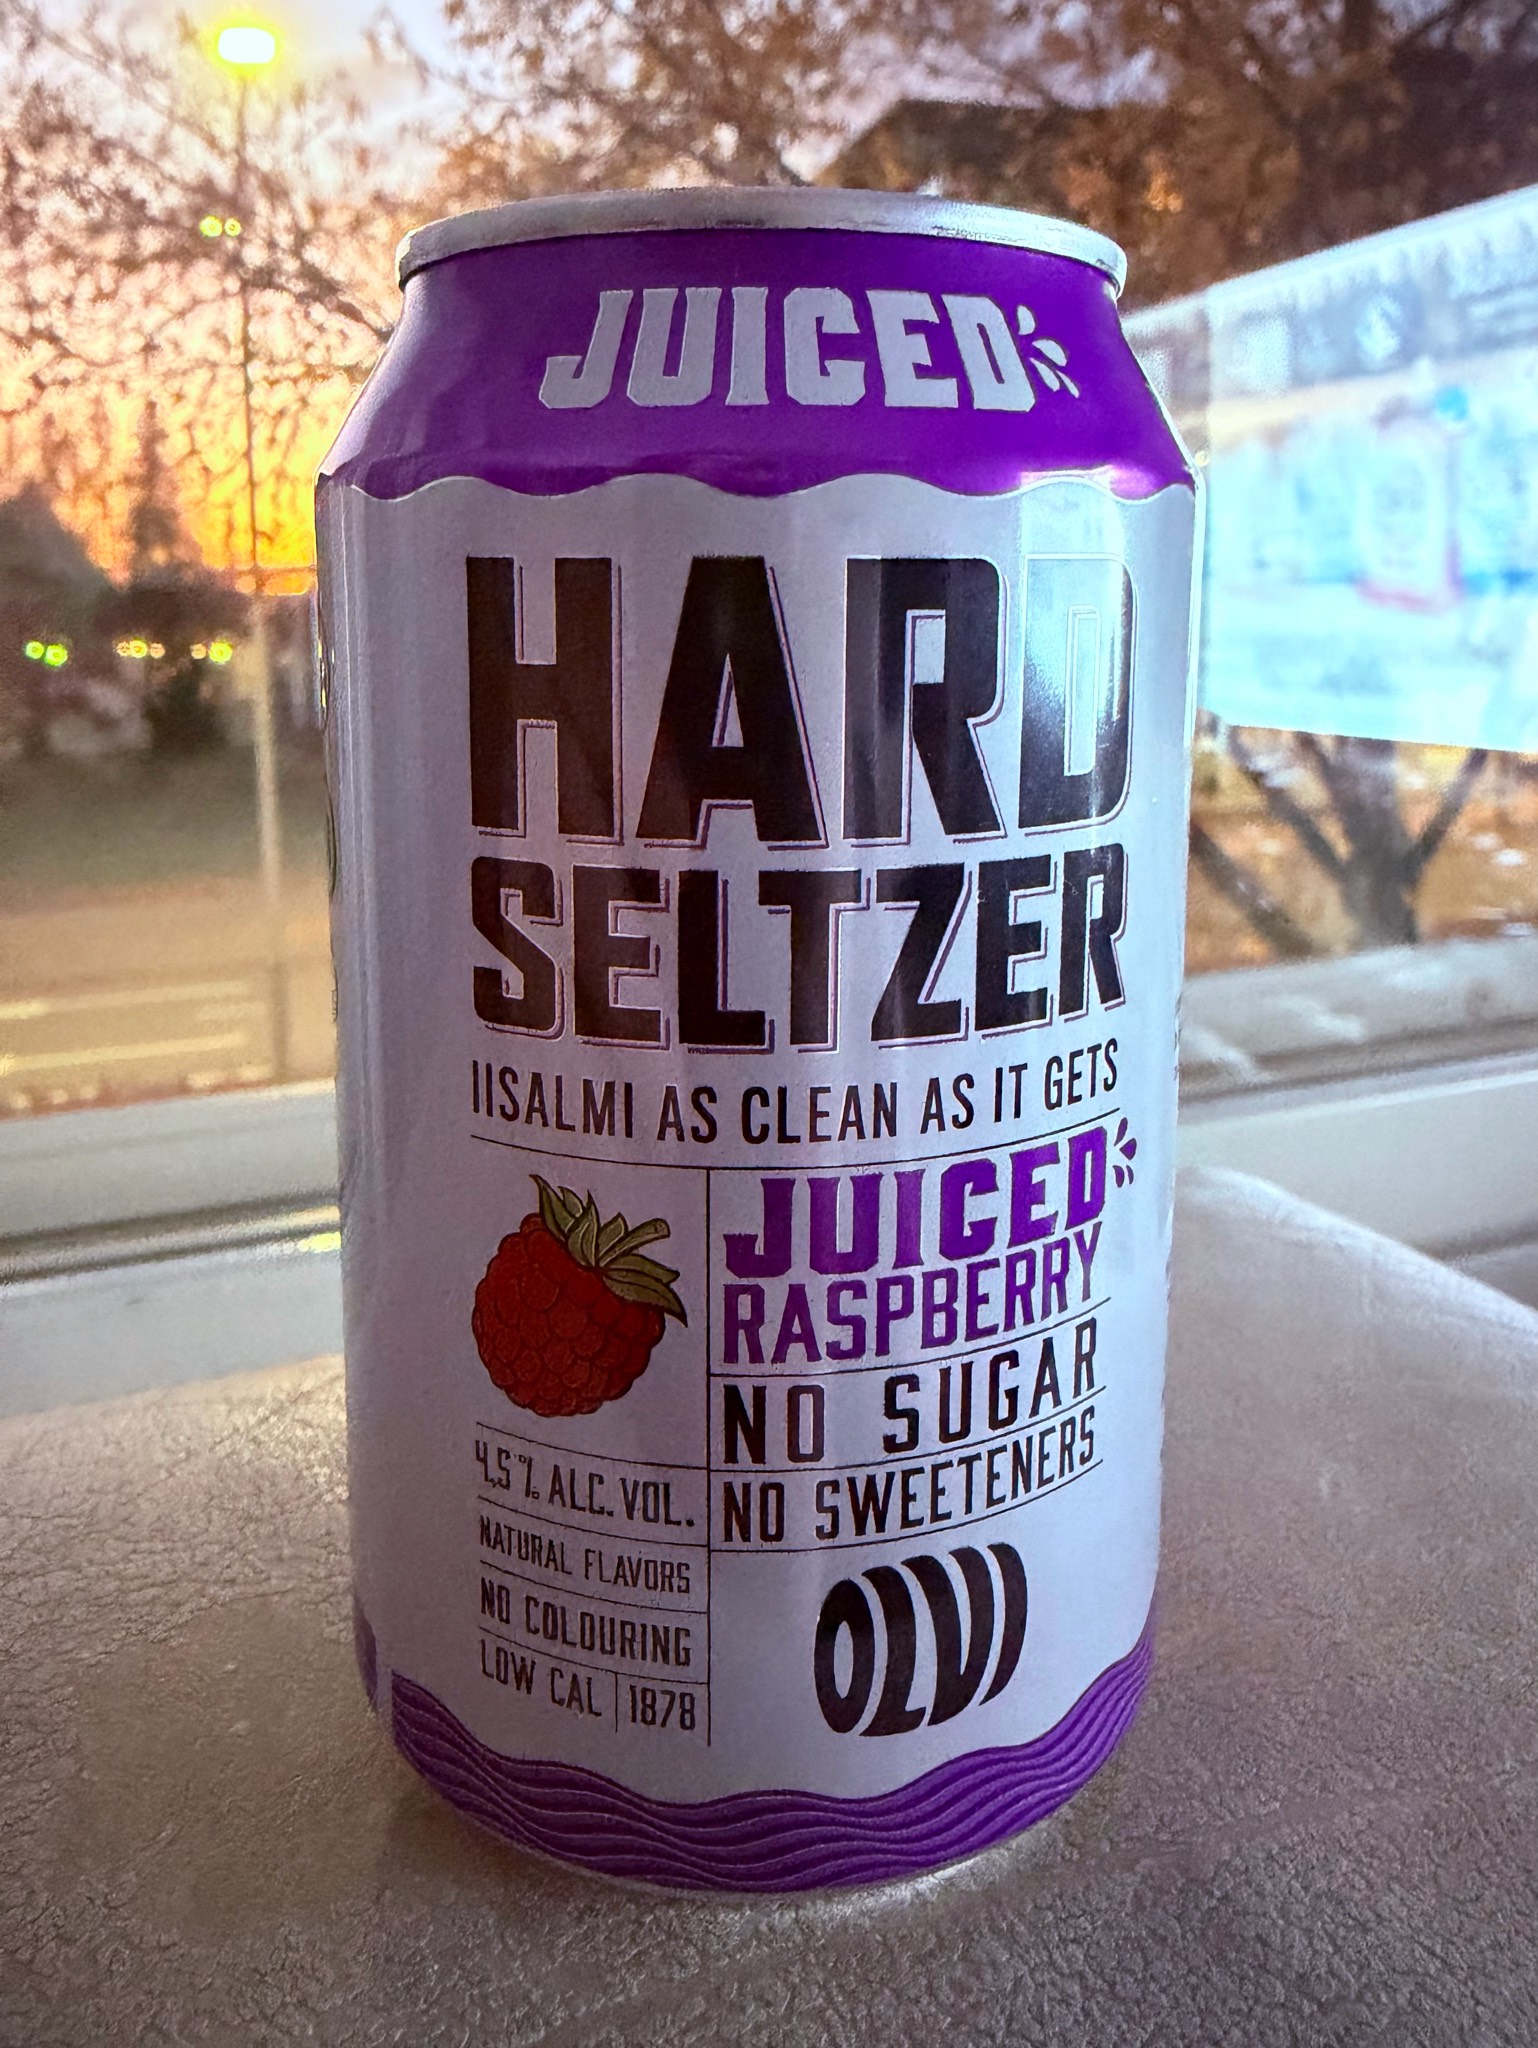 JUICED
HARD
SELTZER
IISALMI AS CLEAN AS IT GETS
JUICED
RASPBERRY
NO SUGAR
NO SWEETENERS
4,5% ALC. VOL.
NATURAL FLAVORS
NO COLOURING
LOW CAL 1878
OLVI